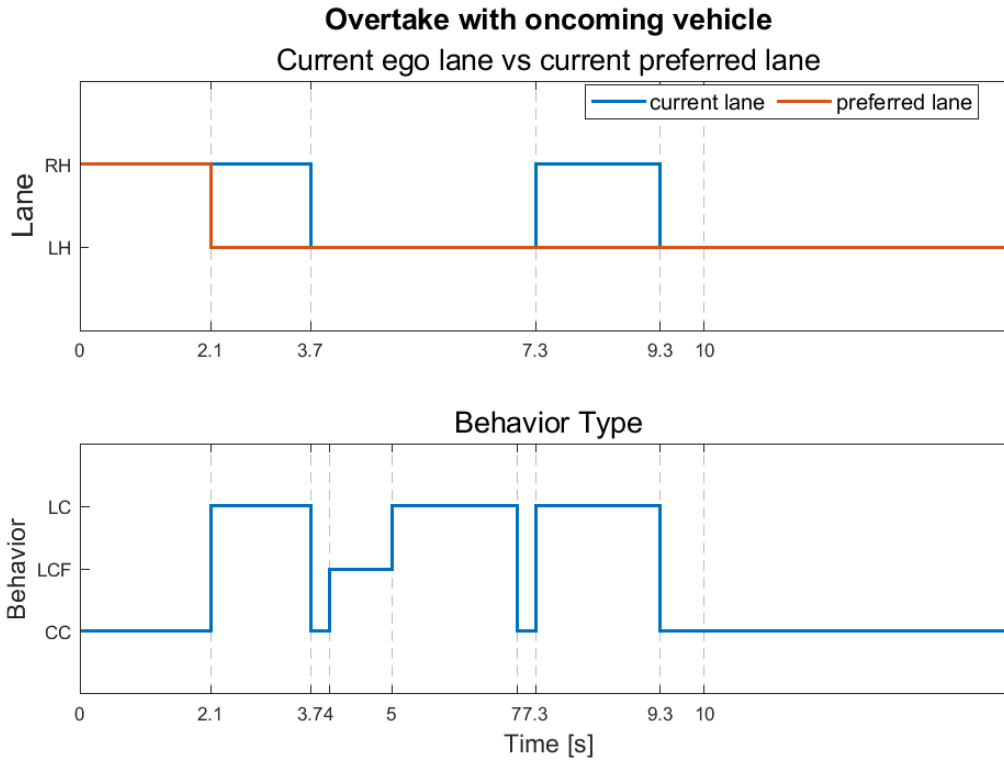 Overtake with oncoming vehicle
Current ego lane vs current preferred lane
current lane
preferred lane
Lane
RH
LH
0 2.1 3.7 7.3 9.3 10
Behavior Type
Behavior
LC
LCF
CC
0 2.1 3.74 5 77.3 9.3 10
Time [s]